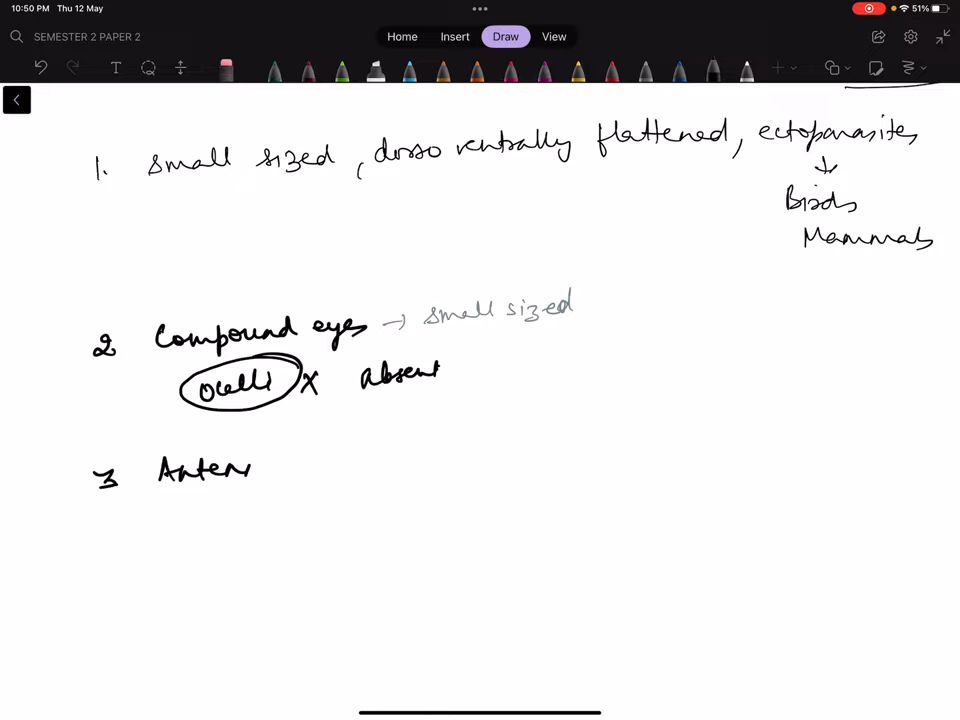 10:50 PM Thu 12 May
51%
SEMESTER 2 PAPER 2
Home Insert Draw View
1. small sized, dorso ventrally flattened, ectoparasites
Birds
Mammals
2 Compound eyes → small sized
ocelli X absent
3 Antenn